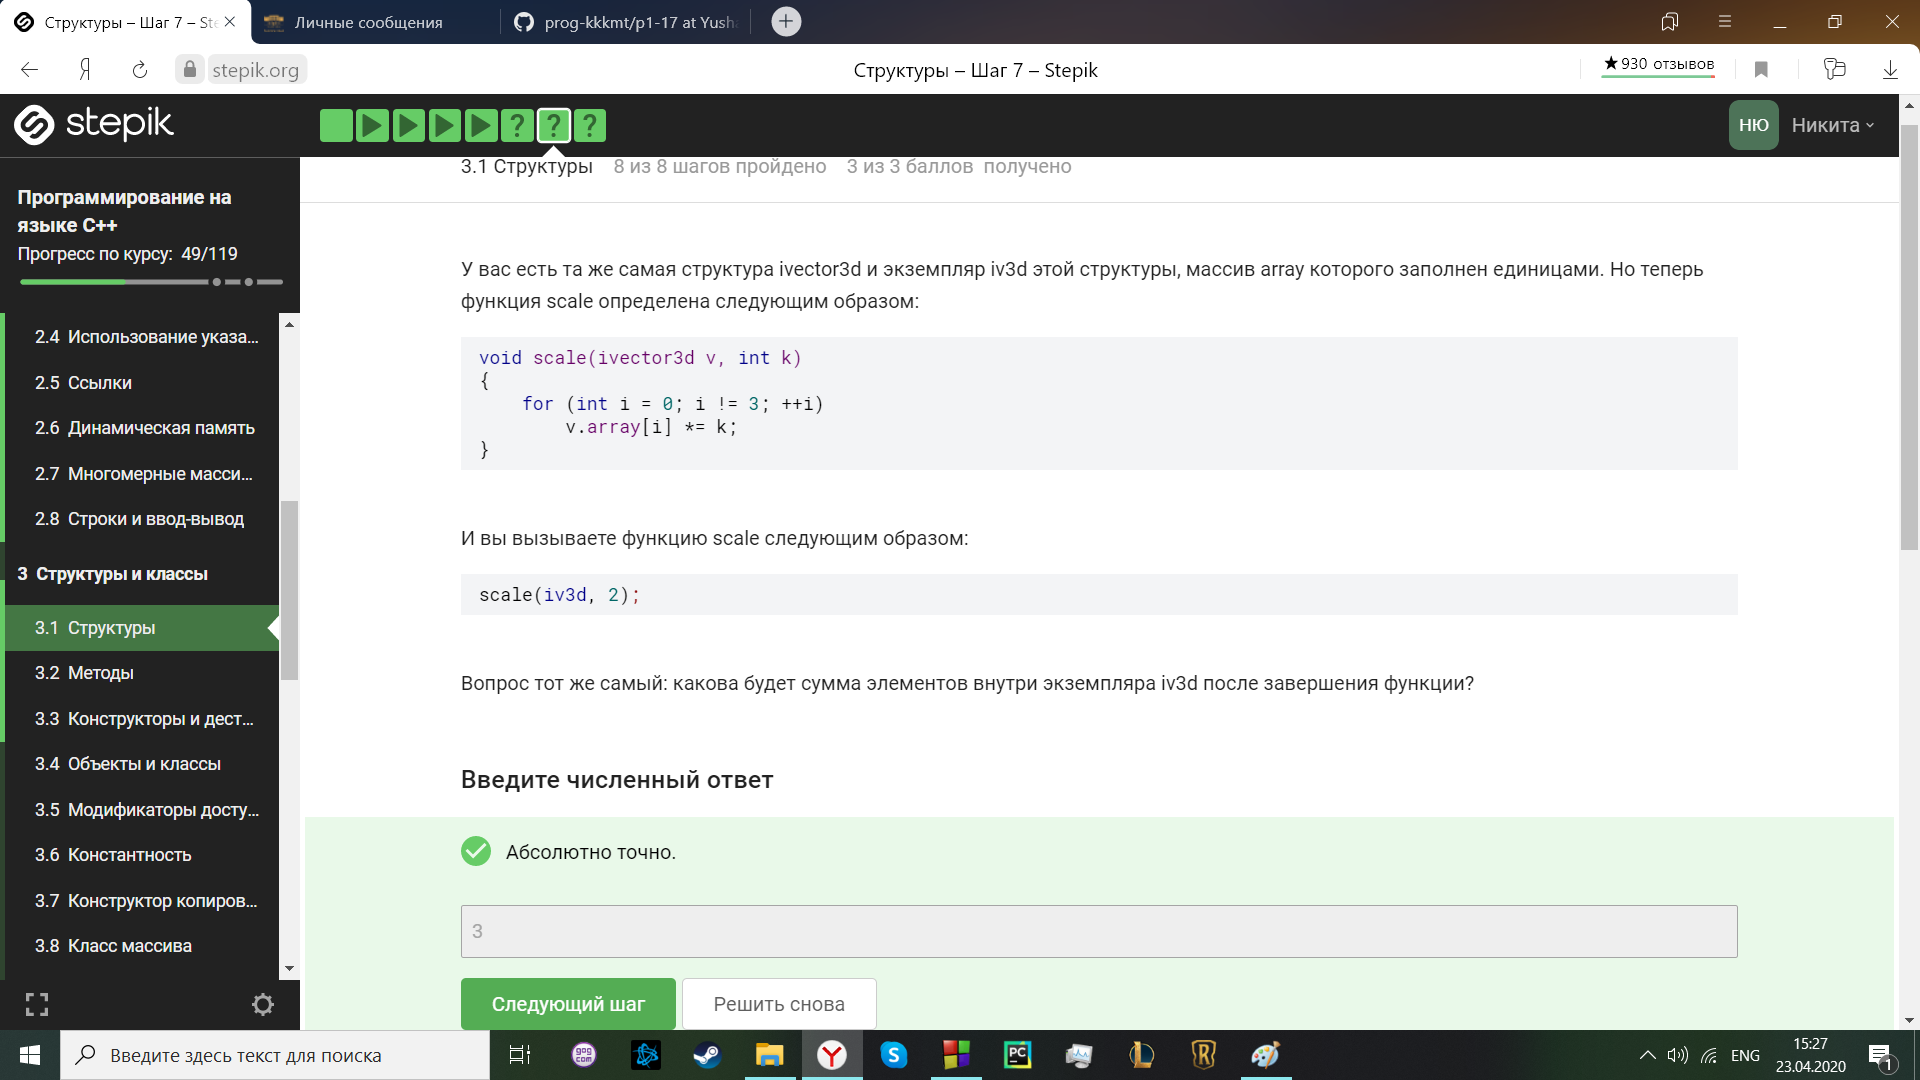 Структуры – Шаг 7 – Ste
Личные сообщения
prog-kkkmt/p1-17 at Yush
Я
stepik.org
Структуры – Шаг 7 – Stepik
★930 отзывов
stepik
? ? ?
НЮ
Никита
3.1 Структуры 8 из 8 шагов пройдено 3 из 3 баллов получено
Программирование на
языке C++
Прогресс по курсу: 49/119
2.4 Использование указа...
2.5 Ссылки
2.6 Динамическая память
2.7 Многомерные масси...
2.8 Строки и ввод-вывод
3 Структуры и классы
3.1 Структуры
3.2 Методы
3.3 Конструкторы и дест...
3.4 Объекты и классы
3.5 Модификаторы досту...
3.6 Константность
3.7 Конструктор копиров...
3.8 Класс массива
У вас есть та же самая структура ivector3d и экземпляр iv3d этой структуры, массив array которого заполнен единицами. Но теперь
функция scale определена следующим образом:
void scale(ivector3d v, int k)
{
for (int i = 0; i != 3; ++i)
v.array[i] *= k;
}
И вы вызываете функцию scale следующим образом:
scale(iv3d, 2);
Вопрос тот же самый: какова будет сумма элементов внутри экземпляра iv3d после завершения функции?
Введите численный ответ
Абсолютно точно.
3
Следующий шаг
Решить снова
Введите здесь текст для поиска
gog
com
Y
S
PC
L
R
ENG
15:27
23.04.2020
1